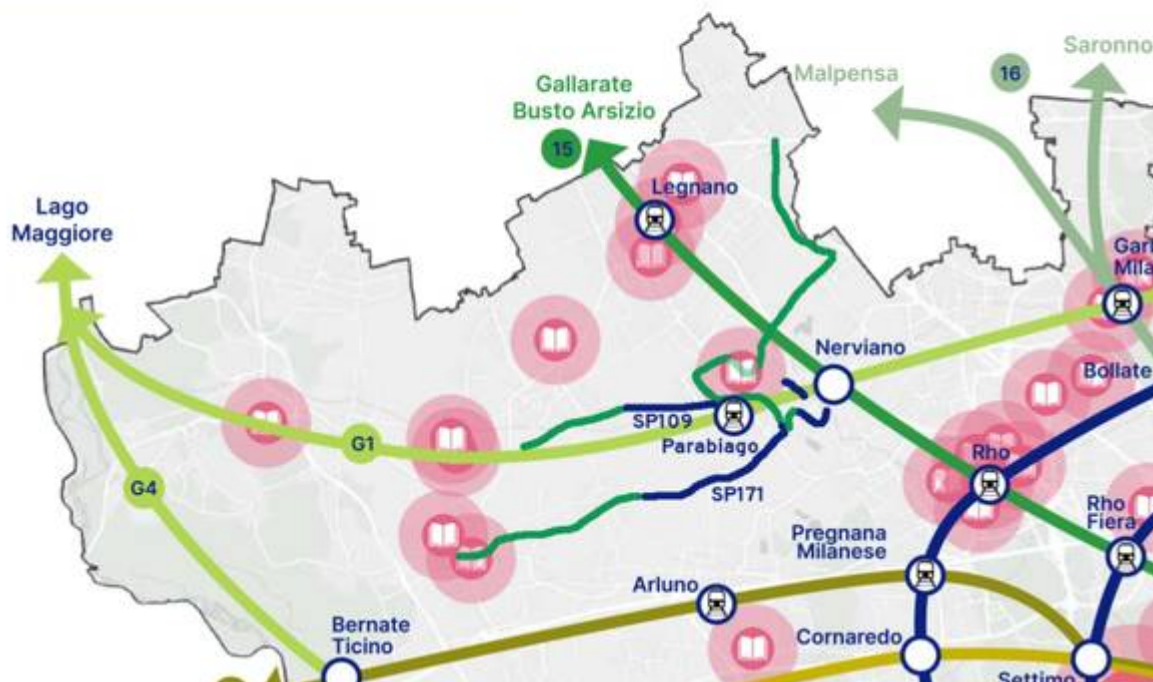 Saronno
Malpensa
16
Gallarate
Busto Arsizio
15
Legnano
Lago
Maggiore
Nerviano
Bollate
SP109
Parabiago
G1
G4
SP171
Rho
Rho
Fiera
Pregnana
Milanese
Arluno
Bernate
Ticino
Cornaredo
Settimo